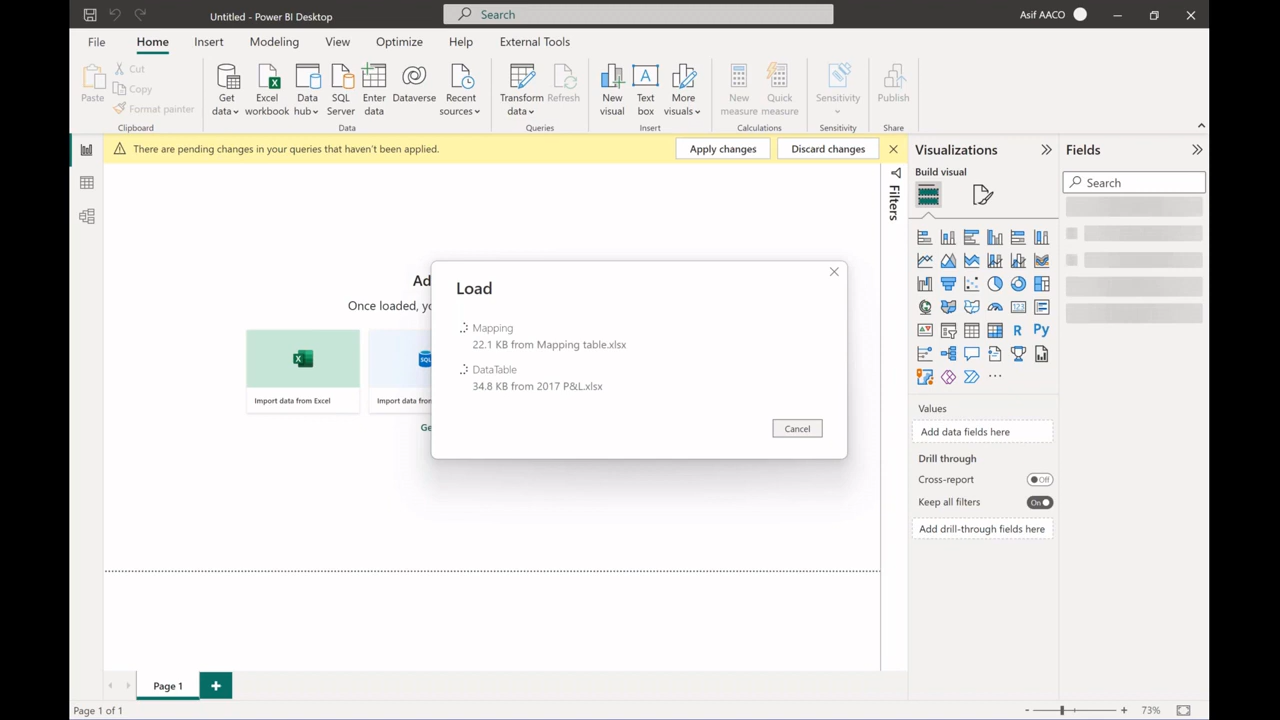 Untitled - Power BI Desktop
Search
Asif AACO
File Home Insert Modeling View Optimize Help External Tools
Paste
Cut
Copy
Format painter
Clipboard
Get data
Excel workbook
Data hub
SQL Server
Enter data
Dataverse
Recent sources
Data
Transform data
Refresh
Queries
New visual
Text box
More visuals
Insert
New measure
Quick measure
Calculations
Sensitivity
Sensitivity
Publish
Share
There are pending changes in your queries that haven't been applied.
Apply changes
Discard changes
Filters
Visualizations
Build visual
Fields
Search
Ad
Once loaded, yo
Import data from Excel
SQL
Import data from
Ge
Load
Mapping
22.1 KB from Mapping table.xlsx
DataTable
34.8 KB from 2017 P&L.xlsx
Cancel
123
R
Py
Values
Add data fields here
Drill through
Cross-report
Off
Keep all filters
On
Add drill-through fields here
Page 1
Page 1 of 1
73%